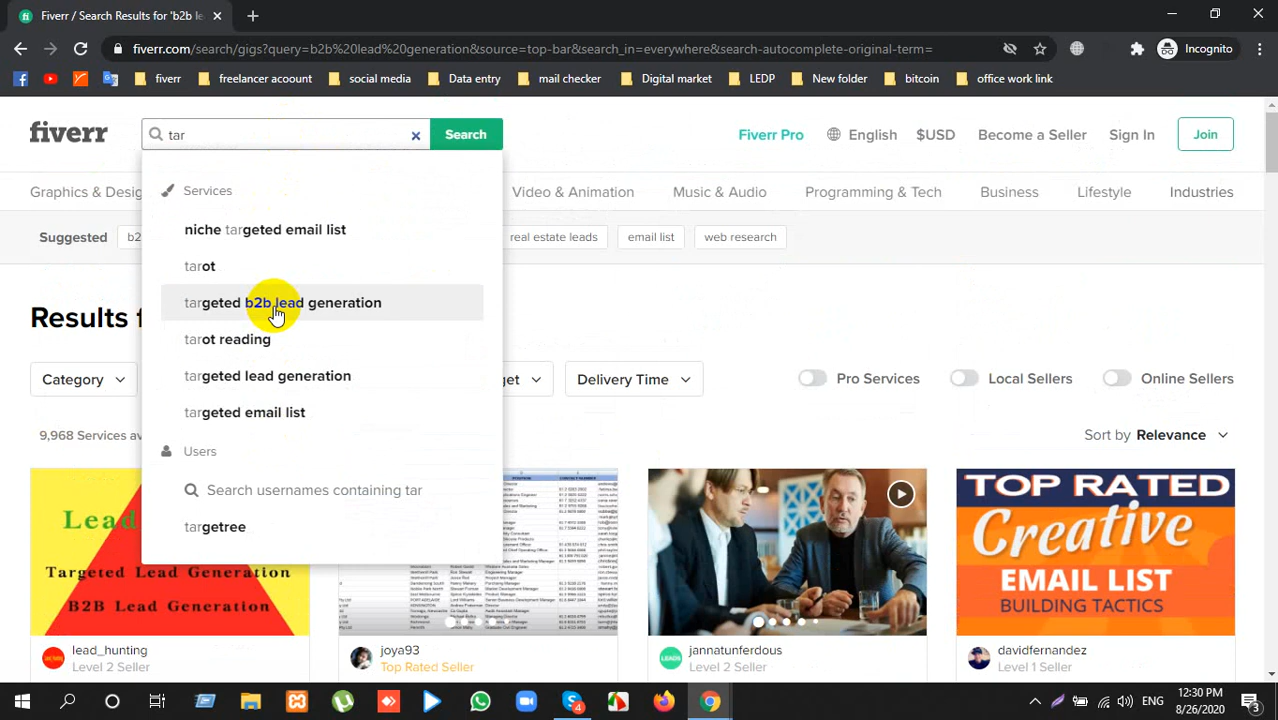 Fiverr / Search Results for 'b2b le
fiverr.com/search/gigs?query=b2b%20lead%20generation&source=top-bar&search_in=everywhere&search-autocomplete-original-term=
Incognito
fiverr
freelancer acount
social media
Data entry
mail checker
Digital market
LEDP
New folder
bitcoin
office work link
fiverr
tar
Search
Fiverr Pro
English
$USD
Become a Seller
Sign In
Join
Graphics & Desig
Video & Animation
Music & Audio
Programming & Tech
Business
Lifestyle
Industries
Services
niche targeted email list
tarot
targeted b2b lead generation
tarot reading
targeted lead generation
targeted email list
Users
Search usernames containing tar
targetree
Suggested
b2
real estate leads
email list
web research
Results f
Category
get
Delivery Time
Pro Services
Local Sellers
Online Sellers
9,968 Services av
Sort by Relevance
Lead
Targeted Lead Generation
B2B Lead Generation
TOP RATED
Creative
EMAIL LIST
lead_hunting
Level 2 Seller
joya93
Top Rated Seller
LEADS
jannatunferdous
Level 2 Seller
davidfernandez
Level 1 Seller
4
ENG
12:30 PM
8/26/2020
3